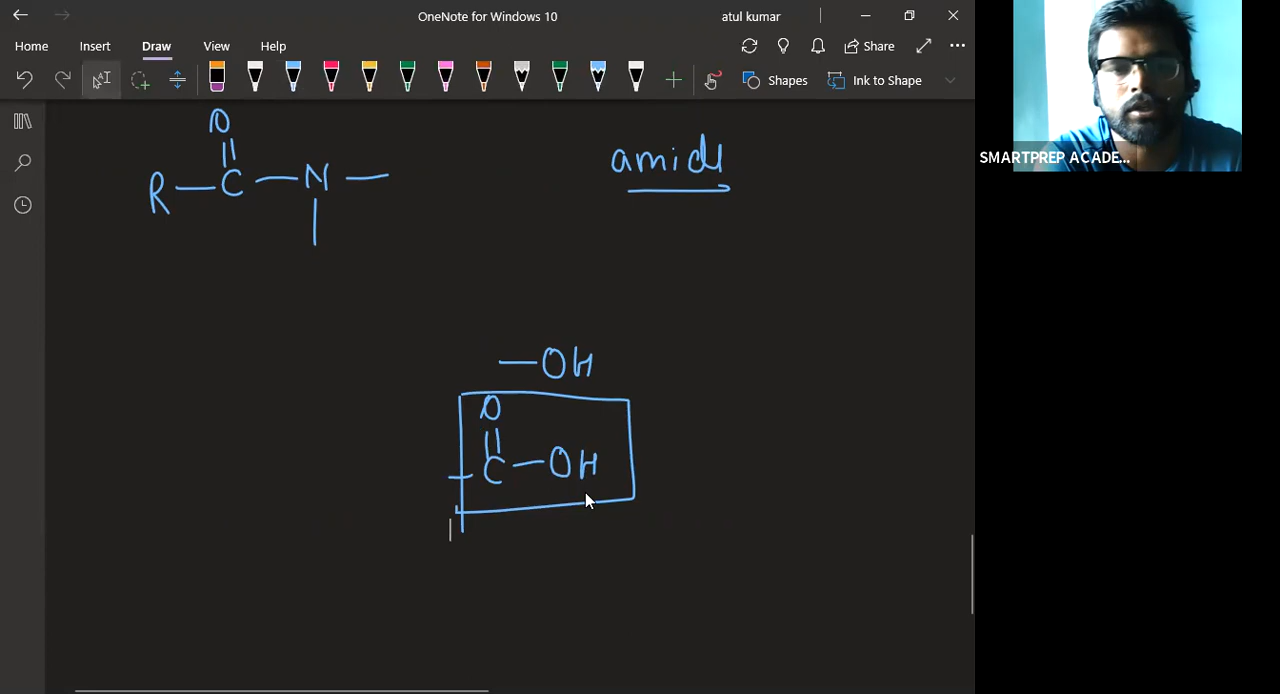 OneNote for Windows 10
atul kumar
Home Insert Draw View Help
Share
Shapes
Ink to Shape
SMARTPREP ACADE...
O
R—C—N—
amide
—OH
O
—C—OH